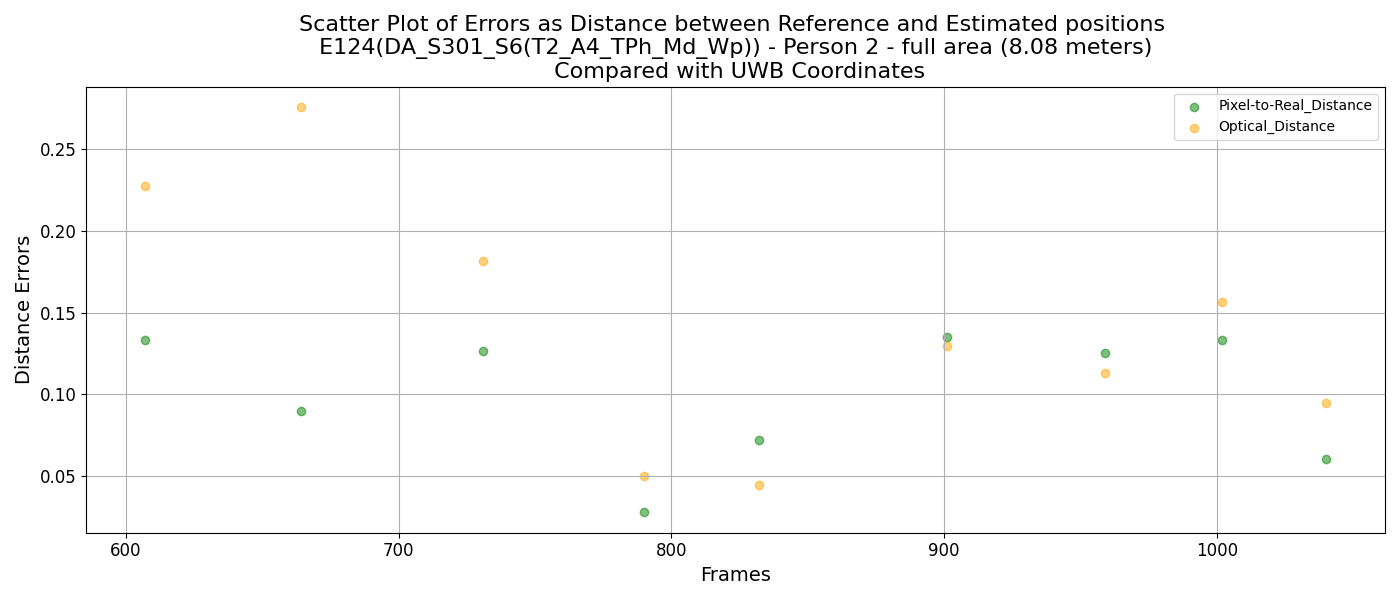 Scatter Plot of Errors as Distance between Reference and Estimated positions
E124(DA_S301_S6(T2_A4_TPh_Md_Wp)) - Person 2 - full area (8.08 meters)
Compared with UWB Coordinates
Pixel-to-Real_Distance
Optical_Distance
Distance Errors
0.25
0.20
0.15
0.10
0.05
600 700 800 900 1000
Frames